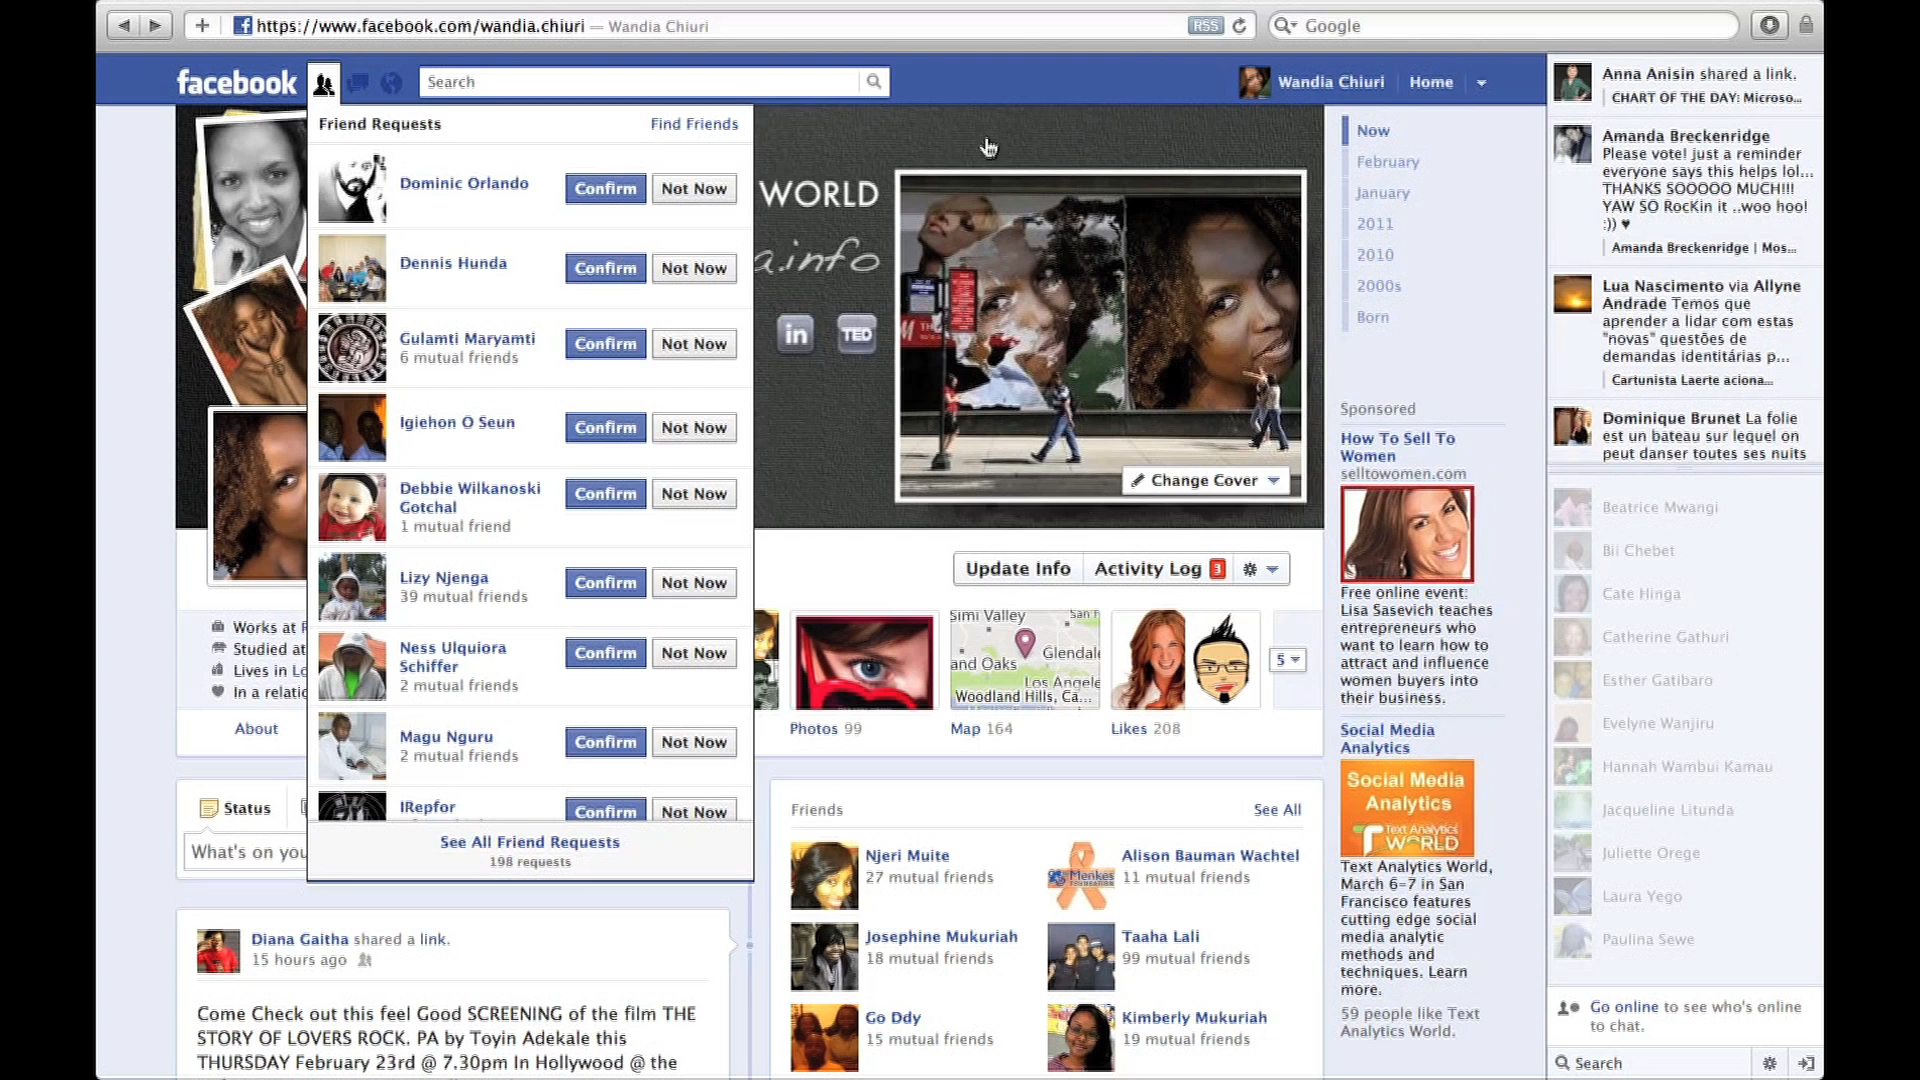 https://www.facebook.com/wandia.chiuri — Wandia Chiuri
RSS
Google
facebook
Search
Wandia Chiuri
Home
Friend Requests
Find Friends
Dominic Orlando
Confirm
Not Now
Dennis Hunda
Confirm
Not Now
Gulamti Maryamti
6 mutual friends
Confirm
Not Now
Igiehon O Seun
Confirm
Not Now
Debbie Wilkanoski
Gotchal
1 mutual friend
Confirm
Not Now
Lizy Njenga
39 mutual friends
Confirm
Not Now
Ness Ulquiora
Schiffer
2 mutual friends
Confirm
Not Now
Magu Nguru
2 mutual friends
Confirm
Not Now
IRepfor
Confirm
Not Now
See All Friend Requests
198 requests
WORLD
a.info
in
TED
Change Cover
Update Info
Activity Log 3
Works at
Studied at
Lives in Lo
In a relatio
About
Simi Valley
San F
Glendale
and Oaks
Los Angele
Woodland Hills, Ca...
5
Photos 99
Map 164
Likes 208
Status
What's on you
Diana Gaitha shared a link.
15 hours ago
Come Check out this feel Good SCREENING of the film THE
STORY OF LOVERS ROCK. PA by Toyin Adekale this
THURSDAY February 23rd @ 7.30pm In Hollywood @ the
Friends
See All
Njeri Muite
27 mutual friends
Alison Bauman Wachtel
11 mutual friends
Menkes
Josephine Mukuriah
18 mutual friends
Taaha Lali
99 mutual friends
Go Ddy
15 mutual friends
Kimberly Mukuriah
19 mutual friends
Now
February
January
2011
2010
2000s
Born
Sponsored
How To Sell To
Women
selltowomen.com
Free online event:
Lisa Sasevich teaches
entrepreneurs who
want to learn how to
attract and influence
women buyers into
their business.
Social Media
Analytics
Social Media
Analytics
Text Analytics
WORLD
Text Analytics World,
March 6-7 in San
Francisco features
cutting edge social
media analytic
methods and
techniques. Learn
more.
59 people like Text
Analytics World.
Anna Anisin shared a link.
CHART OF THE DAY: Microso...
Amanda Breckenridge
Please vote! just a reminder
everyone says this helps lol...
THANKS SOOOOO MUCH!!!
YAW SO RocKin it ..woo hoo!
:)) ♥
Amanda Breckenridge | Mos...
Lua Nascimento via Allyne
Andrade Temos que
aprender a lidar com estas
"novas" questões de
demandas identitárias p...
Cartunista Laerte aciona...
Dominique Brunet La folie
est un bateau sur lequel on
peut danser toutes ses nuits
Beatrice Mwangi
Bii Chebet
Cate Hinga
Catherine Gathuri
Esther Gatibaro
Evelyne Wanjiru
Hannah Wambui Kamau
Jacqueline Litunda
Juliette Orege
Laura Yego
Paulina Sewe
Go online to see who's online
to chat.
Search